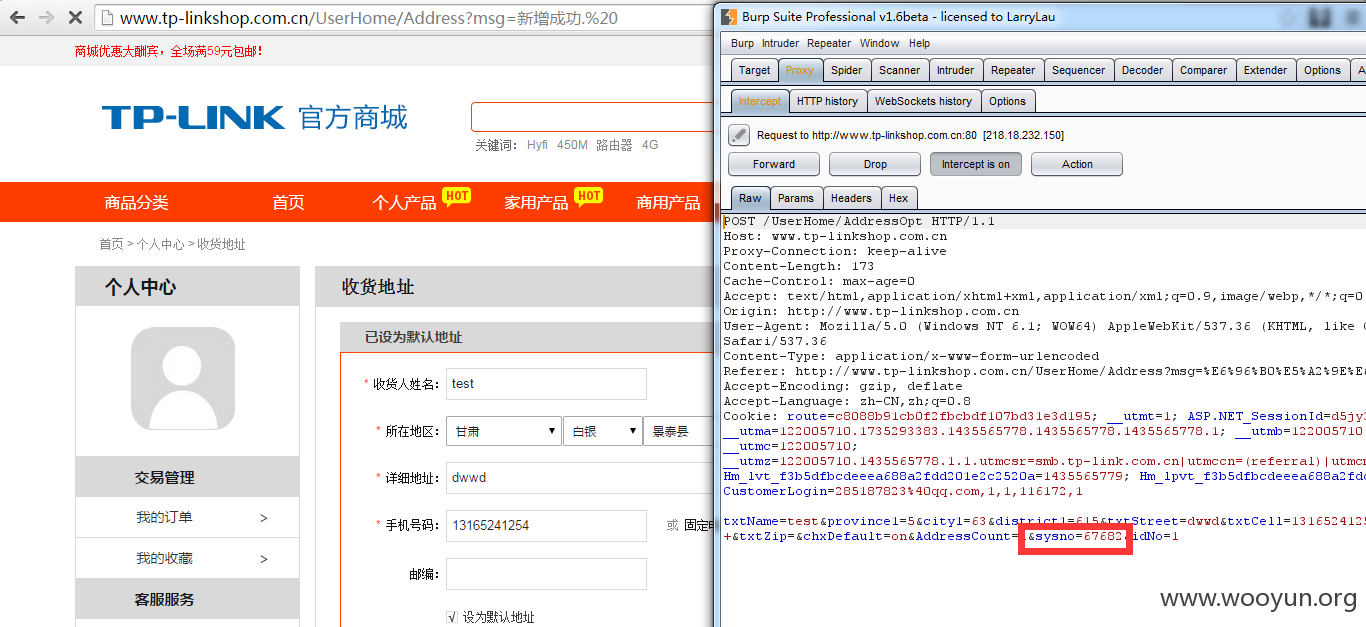 www.tp-linkshop.com.cn/UserHome/Address?msg=新增成功.%20
商城优惠大酬宾，全场满59元包邮！
TP-LINK 官方商城
关键词： Hyfi 450M 路由器 4G
商品分类 首页 个人产品 HOT 家用产品 HOT 商用产品
首页 > 个人中心 > 收货地址
个人中心
交易管理
我的订单 >
我的收藏 >
客服服务
收货地址
已设为默认地址
* 收货人姓名： test
* 所在地区： 甘肃 白银 景泰县
* 详细地址： dwwd
* 手机号码： 13165241254 或 固定
邮编：
设为默认地址
Burp Suite Professional v1.6beta - licensed to LarryLau
Burp Intruder Repeater Window Help
Target Proxy Spider Scanner Intruder Repeater Sequencer Decoder Comparer Extender Options A
Intercept HTTP history WebSockets history Options
Request to http://www.tp-linkshop.com.cn:80 [218.18.232.150]
Forward Drop Intercept is on Action
Raw Params Headers Hex
POST /UserHome/AddressOpt HTTP/1.1
Host: www.tp-linkshop.com.cn
Proxy-Connection: keep-alive
Content-Length: 173
Cache-Control: max-age=0
Accept: text/html,application/xhtml+xml,application/xml;q=0.9,image/webp,*/*;q=0
Origin: http://www.tp-linkshop.com.cn
User-Agent: Mozilla/5.0 (Windows NT 6.1; WOW64) AppleWebKit/537.36 (KHTML, like
Safari/537.36
Content-Type: application/x-www-form-urlencoded
Referer: http://www.tp-linkshop.com.cn/UserHome/Address?msg=%E6%96%B0%E5%A2%9E%E
Accept-Encoding: gzip, deflate
Accept-Language: zh-CN,zh;q=0.8
Cookie: route=c8088b91cb0f2fbcbdf107bd31e3d195; __utmt=1; ASP.NET_SessionId=d5jy
__utma=122005710.1735293383.1435565778.1435565778.1435565778.1; __utmb=122005710
__utmc=122005710;
__utmz=122005710.1435565778.1.1.utmcsr=smb.tp-link.com.cn|utmccn=(referral)|utmc
Hm_lvt_f3b5dfbcdeeea688a2fdd201e2c2520a=1435565779; Hm_lpvt_f3b5dfbcdeeea688a2fd
CustomerLogin=285187823%40qq.com,1,1,116172,1
txtName=test&province1=5&city1=63&district1=615&txtStreet=dwwd&txtCell=131652412
+&txtZip=&chxDefault=on&AddressCount=1&sysno=67682&idNo=1
www.wooyun.org